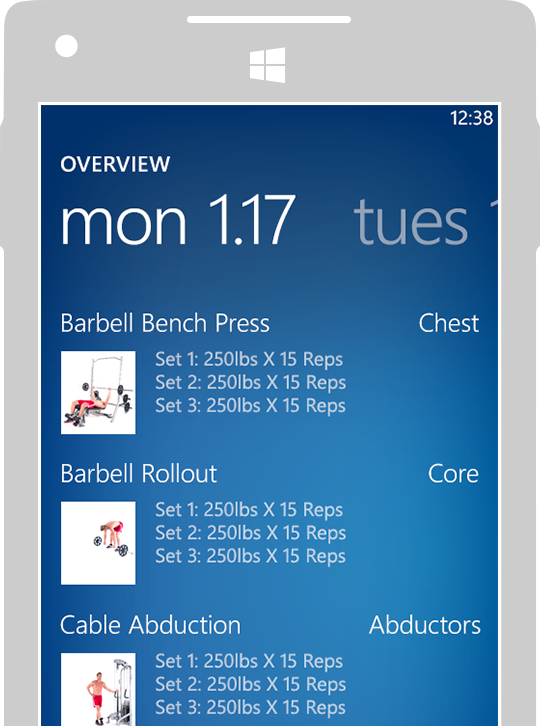 12:38
OVERVIEW
mon 1.17 tues
Barbell Bench Press Chest
Set 1: 250lbs X 15 Reps
Set 2: 250lbs X 15 Reps
Set 3: 250lbs X 15 Reps
Barbell Rollout Core
Set 1: 250lbs X 15 Reps
Set 2: 250lbs X 15 Reps
Set 3: 250lbs X 15 Reps
Cable Abduction Abductors
Set 1: 250lbs X 15 Reps
Set 2: 250lbs X 15 Reps
Set 3: 250lbs X 15 Reps